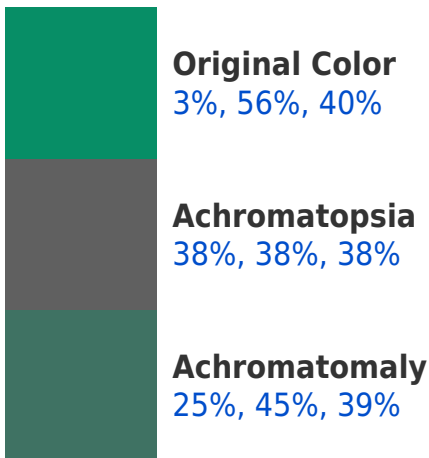 Original Color
3%, 56%, 40%
Achromatopsia
38%, 38%, 38%
Achromatomaly
25%, 45%, 39%